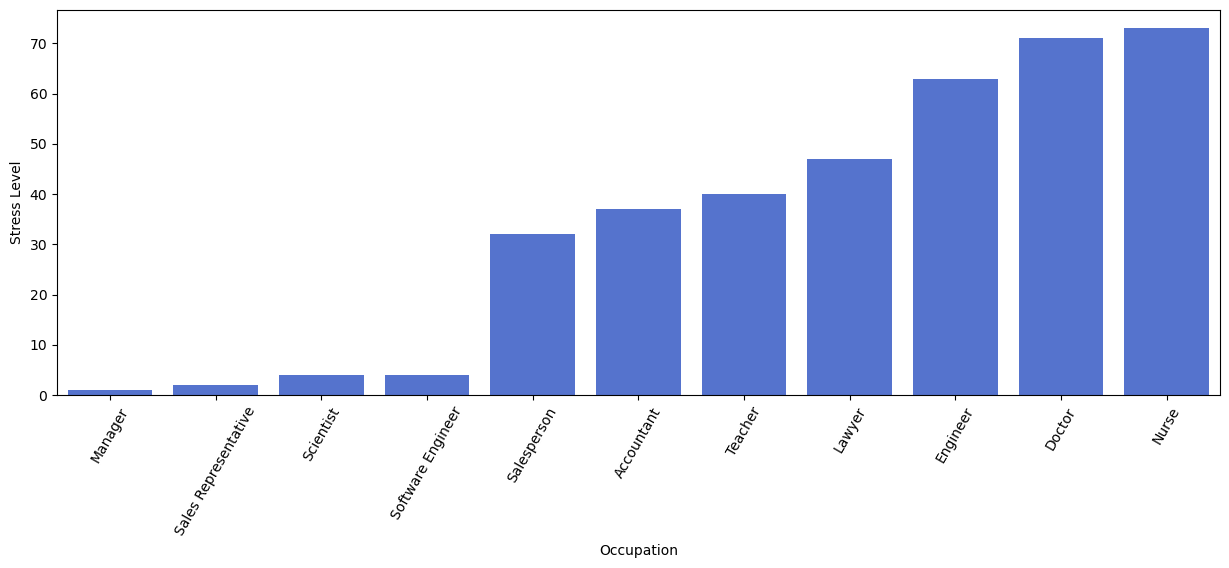 70
60
50
40
30
20
10
0
Stress Level
Manager
Sales Representative
Scientist
Software Engineer
Salesperson
Accountant
Teacher
Lawyer
Engineer
Doctor
Nurse
Occupation